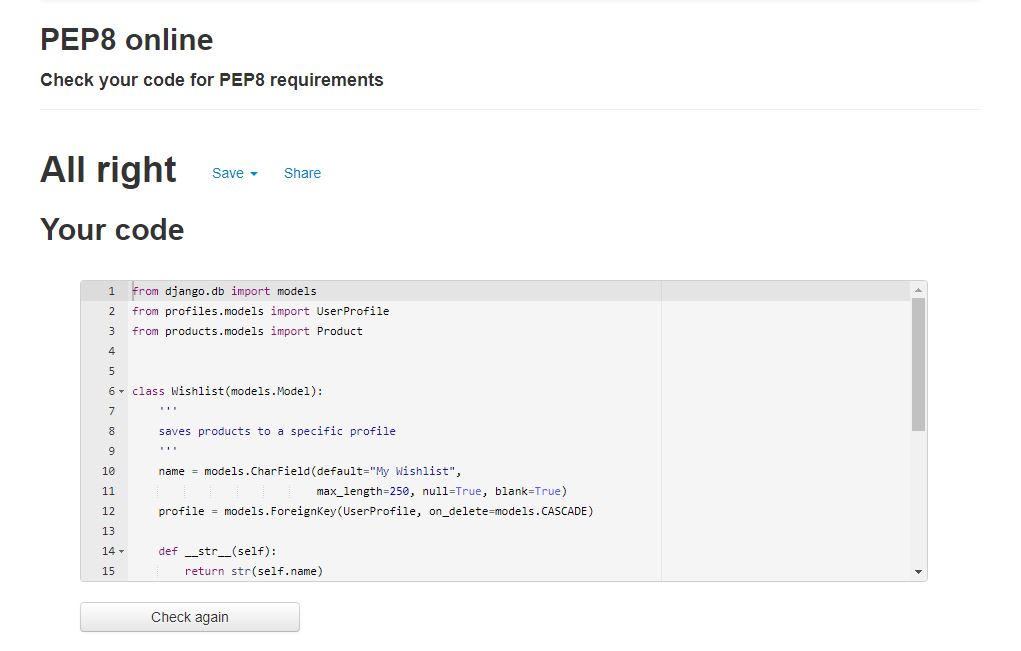 PEP8 online
Check your code for PEP8 requirements
All right Save Share
Your code
1 from django.db import models
2 from profiles.models import UserProfile
3 from products.models import Product
4
5
6 class Wishlist(models.Model):
7     '''
8     saves products to a specific profile
9     '''
10     name = models.CharField(default="My Wishlist",
11                             max_length=250, null=True, blank=True)
12     profile = models.ForeignKey(UserProfile, on_delete=models.CASCADE)
13
14     def __str__(self):
15         return str(self.name)
Check again